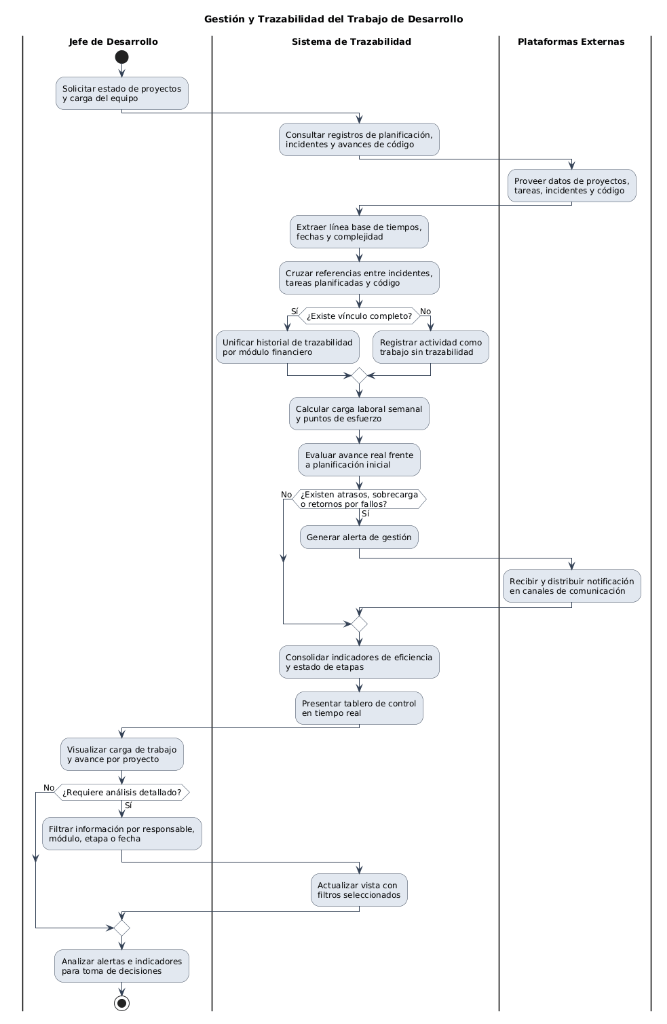 Gestión y Trazabilidad del Trabajo de Desarrollo
Jefe de Desarrollo
Sistema de Trazabilidad
Plataformas Externas
Solicitar estado de proyectos
y carga del equipo
Consultar registros de planificación,
incidentes y avances de código
Proveer datos de proyectos,
tareas, incidentes y código
Extraer línea base de tiempos,
fechas y complejidad
Cruzar referencias entre incidentes,
tareas planificadas y código
¿Existe vínculo completo?
Sí
No
Unificar historial de trazabilidad
por módulo financiero
Registrar actividad como
trabajo sin trazabilidad
Calcular carga laboral semanal
y puntos de esfuerzo
Evaluar avance real frente
a planificación inicial
¿Existen atrasos, sobrecarga
o retornos por fallos?
No
Sí
Generar alerta de gestión
Recibir y distribuir notificación
en canales de comunicación
Consolidar indicadores de eficiencia
y estado de etapas
Presentar tablero de control
en tiempo real
Visualizar carga de trabajo
y avance por proyecto
¿Requiere análisis detallado?
No
Sí
Filtrar información por responsable,
módulo, etapa o fecha
Actualizar vista con
filtros seleccionados
Analizar alertas e indicadores
para toma de decisiones